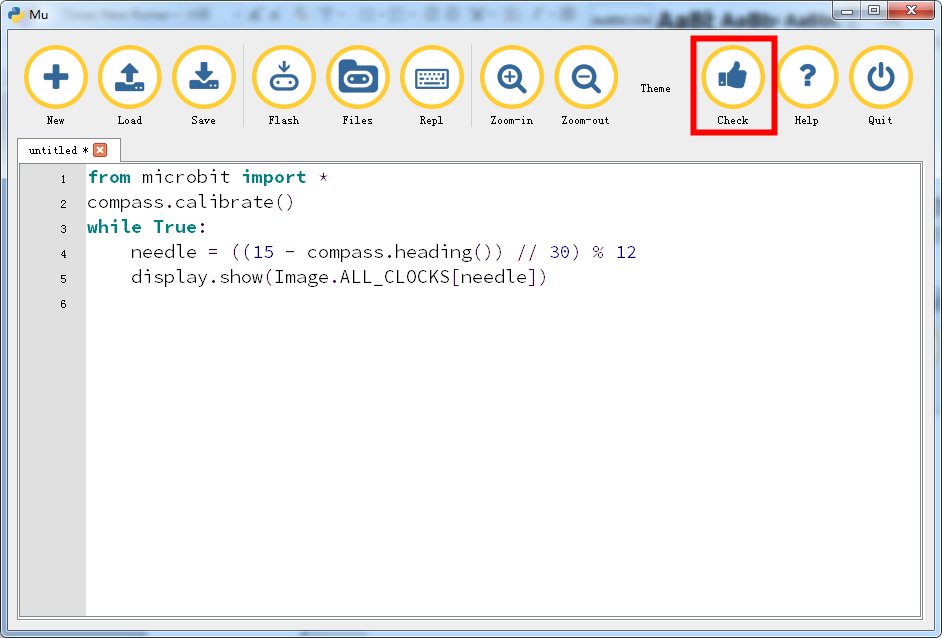 Mu
New Load Save Flash Files Repl Zoom-in Zoom-out Theme Check Help Quit
untitled *
1 from microbit import *
2 compass.calibrate()
3 while True:
4 needle = ((15 - compass.heading()) // 30) % 12
5 display.show(Image.ALL_CLOCKS[needle])
6